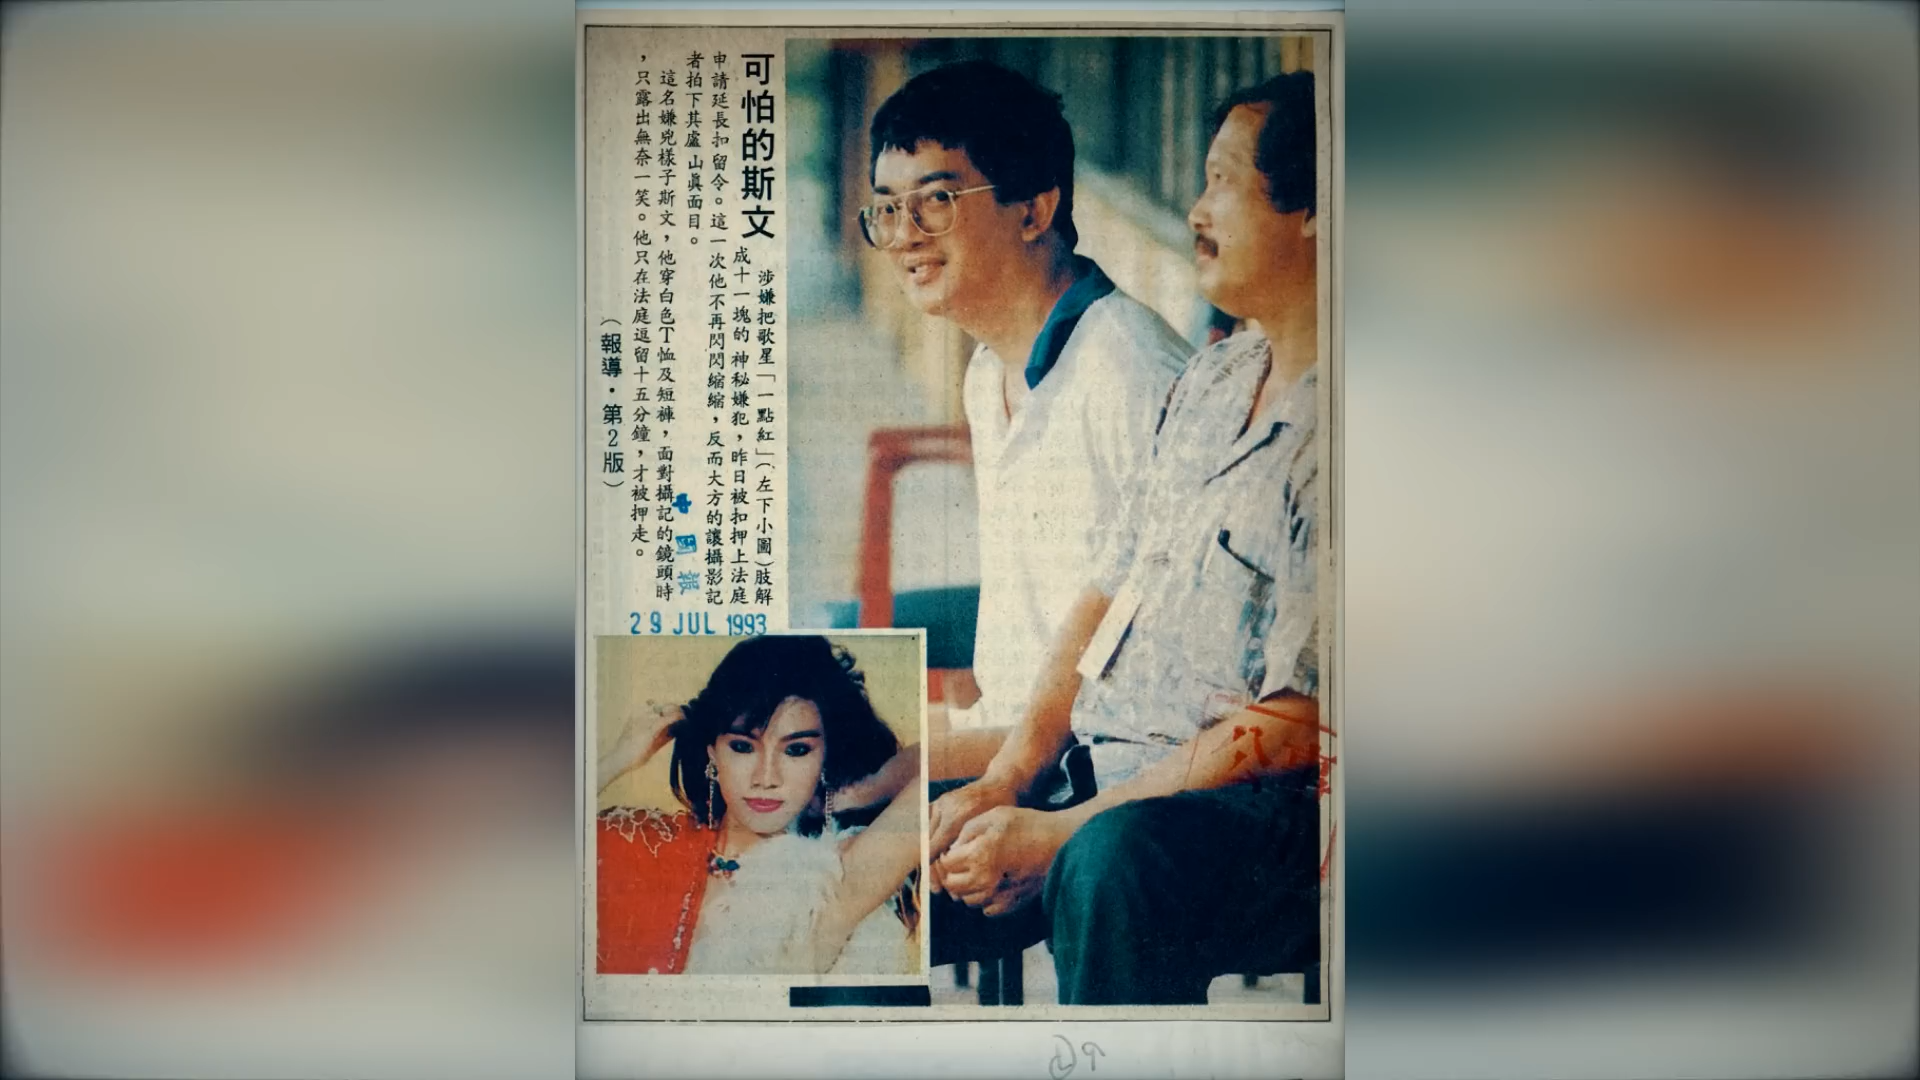 可怕的斯文
涉嫌把歌星「一點紅」（左下小圖）肢解
成十一塊的神秘嫌犯，昨日被扣押上法庭
申請延長扣留令。這一次他不再閃閃縮縮，反而大方的讓攝影記
者拍下其廬山眞面目。
這名嫌兇樣子斯文，他穿白色T恤及短褲，面對攝記的鏡頭時
，只露出無奈一笑。他只在法庭逗留十五分鐘，才被押走。
（報導・第2版）
中國報
29 JUL 1993